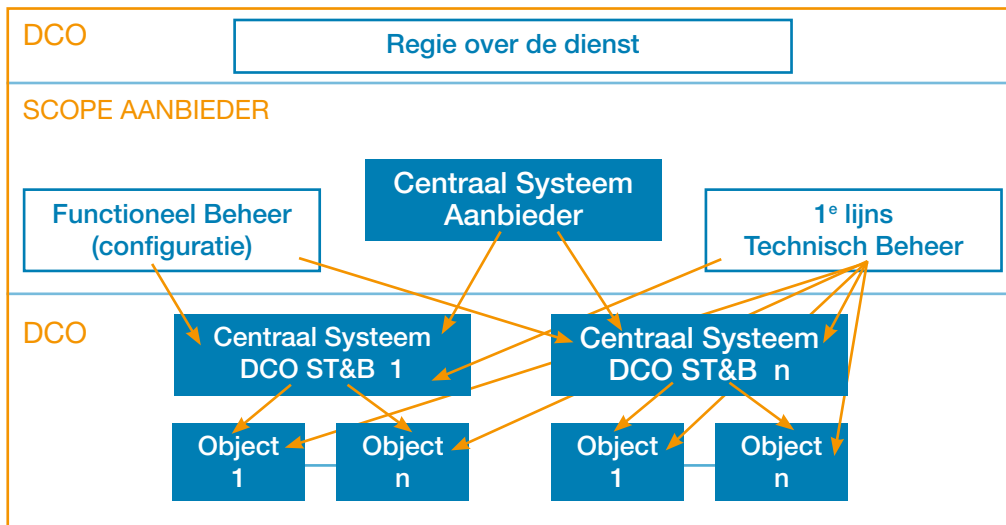 DCO
Regie over de dienst
SCOPE AANBIEDER
Centraal Systeem
Aanbieder
Functioneel Beheer
(configuratie)
1e lijns
Technisch Beheer
DCO
Centraal Systeem
DCO ST&B 1
Centraal Systeem
DCO ST&B n
Object
1
Object
n
Object
1
Object
n